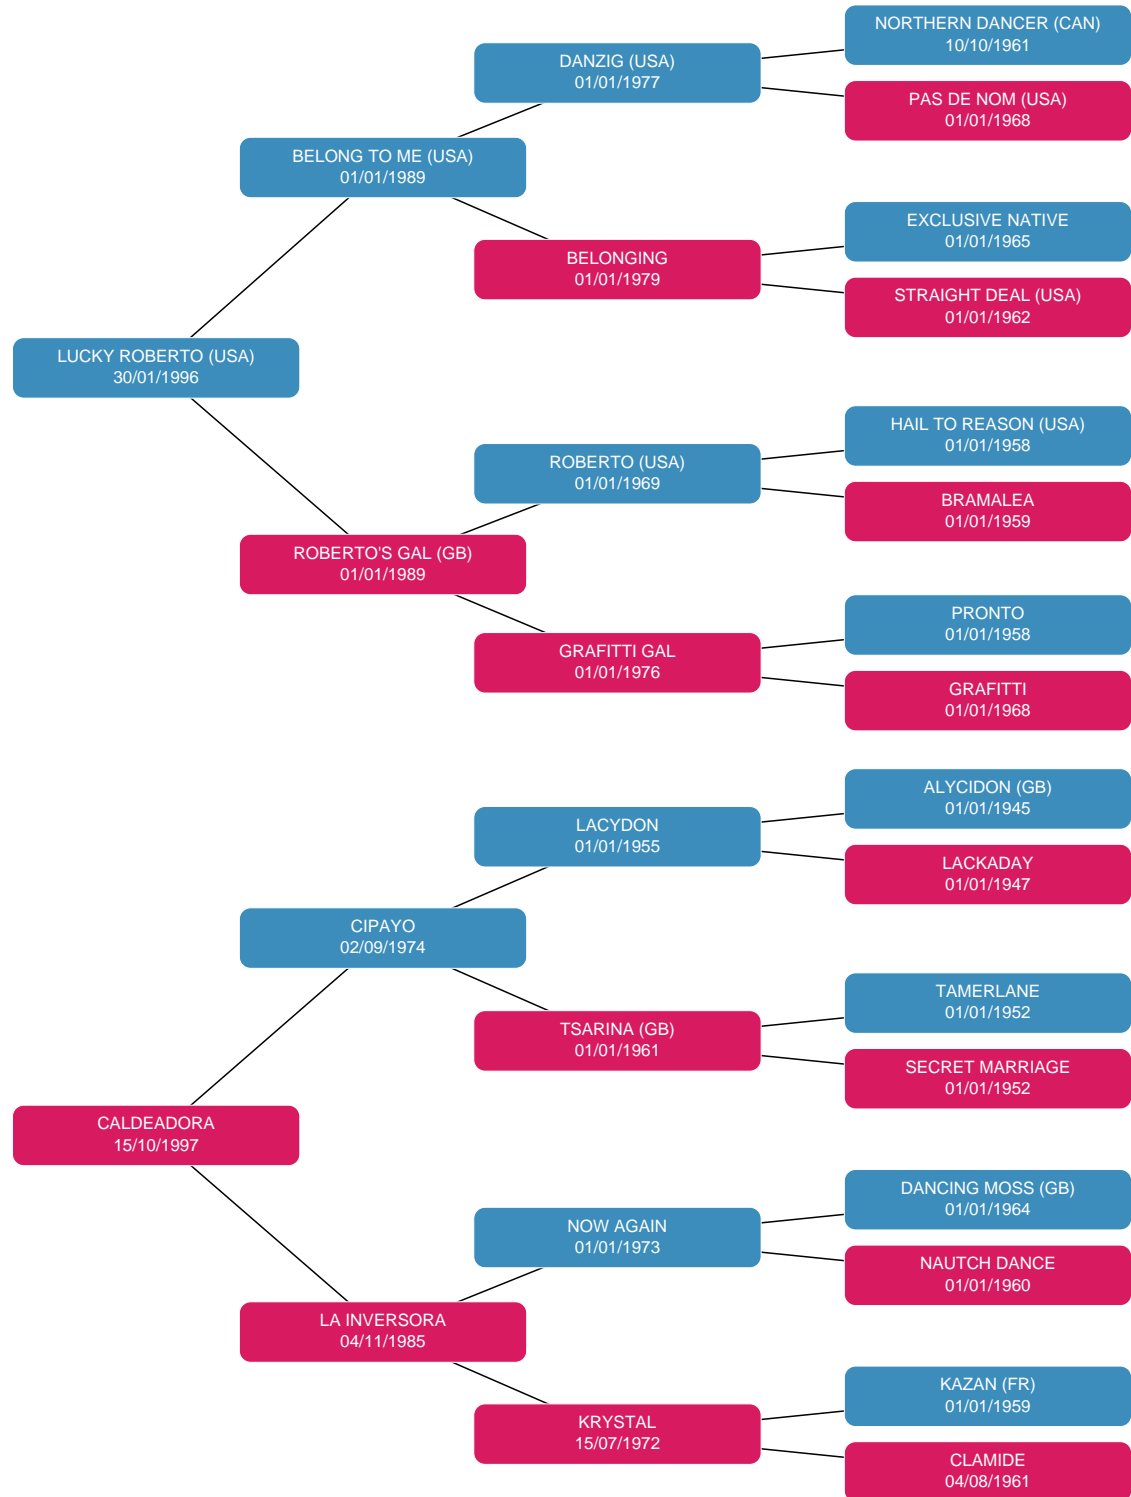 NORTHERN DANCER (CAN)
10/10/1961
DANZIG (USA)
01/01/1977
PAS DE NOM (USA)
01/01/1968
BELONG TO ME (USA)
01/01/1989
EXCLUSIVE NATIVE
01/01/1965
BELONGING
01/01/1979
STRAIGHT DEAL (USA)
01/01/1962
LUCKY ROBERTO (USA)
30/01/1996
HAIL TO REASON (USA)
01/01/1958
ROBERTO (USA)
01/01/1969
BRAMALEA
01/01/1959
ROBERTO'S GAL (GB)
01/01/1989
PRONTO
01/01/1958
GRAFITTI GAL
01/01/1976
GRAFITTI
01/01/1968
ALYCIDON (GB)
01/01/1945
LACYDON
01/01/1955
LACKADAY
01/01/1947
CIPAYO
02/09/1974
TAMERLANE
01/01/1952
TSARINA (GB)
01/01/1961
SECRET MARRIAGE
01/01/1952
CALDEADORA
15/10/1997
DANCING MOSS (GB)
01/01/1964
NOW AGAIN
01/01/1973
NAUTCH DANCE
01/01/1960
LA INVERSORA
04/11/1985
KAZAN (FR)
01/01/1959
KRYSTAL
15/07/1972
CLAMIDE
04/08/1961